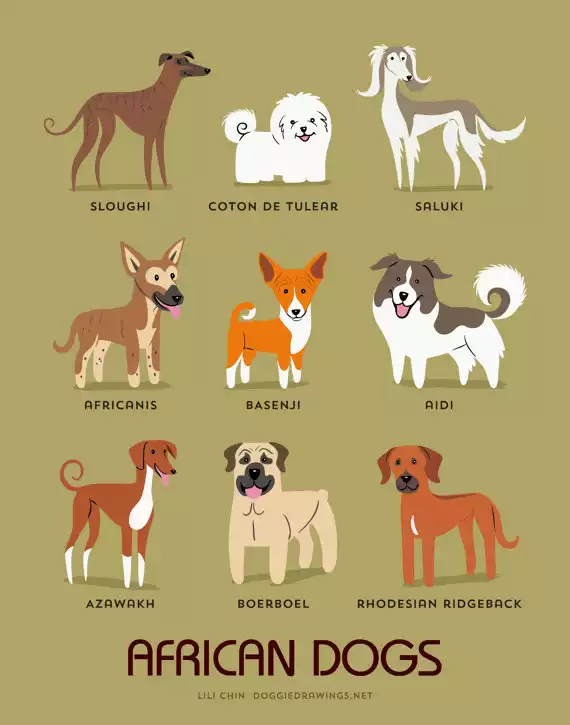 SLOUGHI COTON DE TULEAR SALUKI
AFRICANIS BASENJI AIDI
AZAWAKH BOERBOEL RHODESIAN RIDGEBACK
AFRICAN DOGS
LILI CHIN DOGGIEDRAWINGS.NET